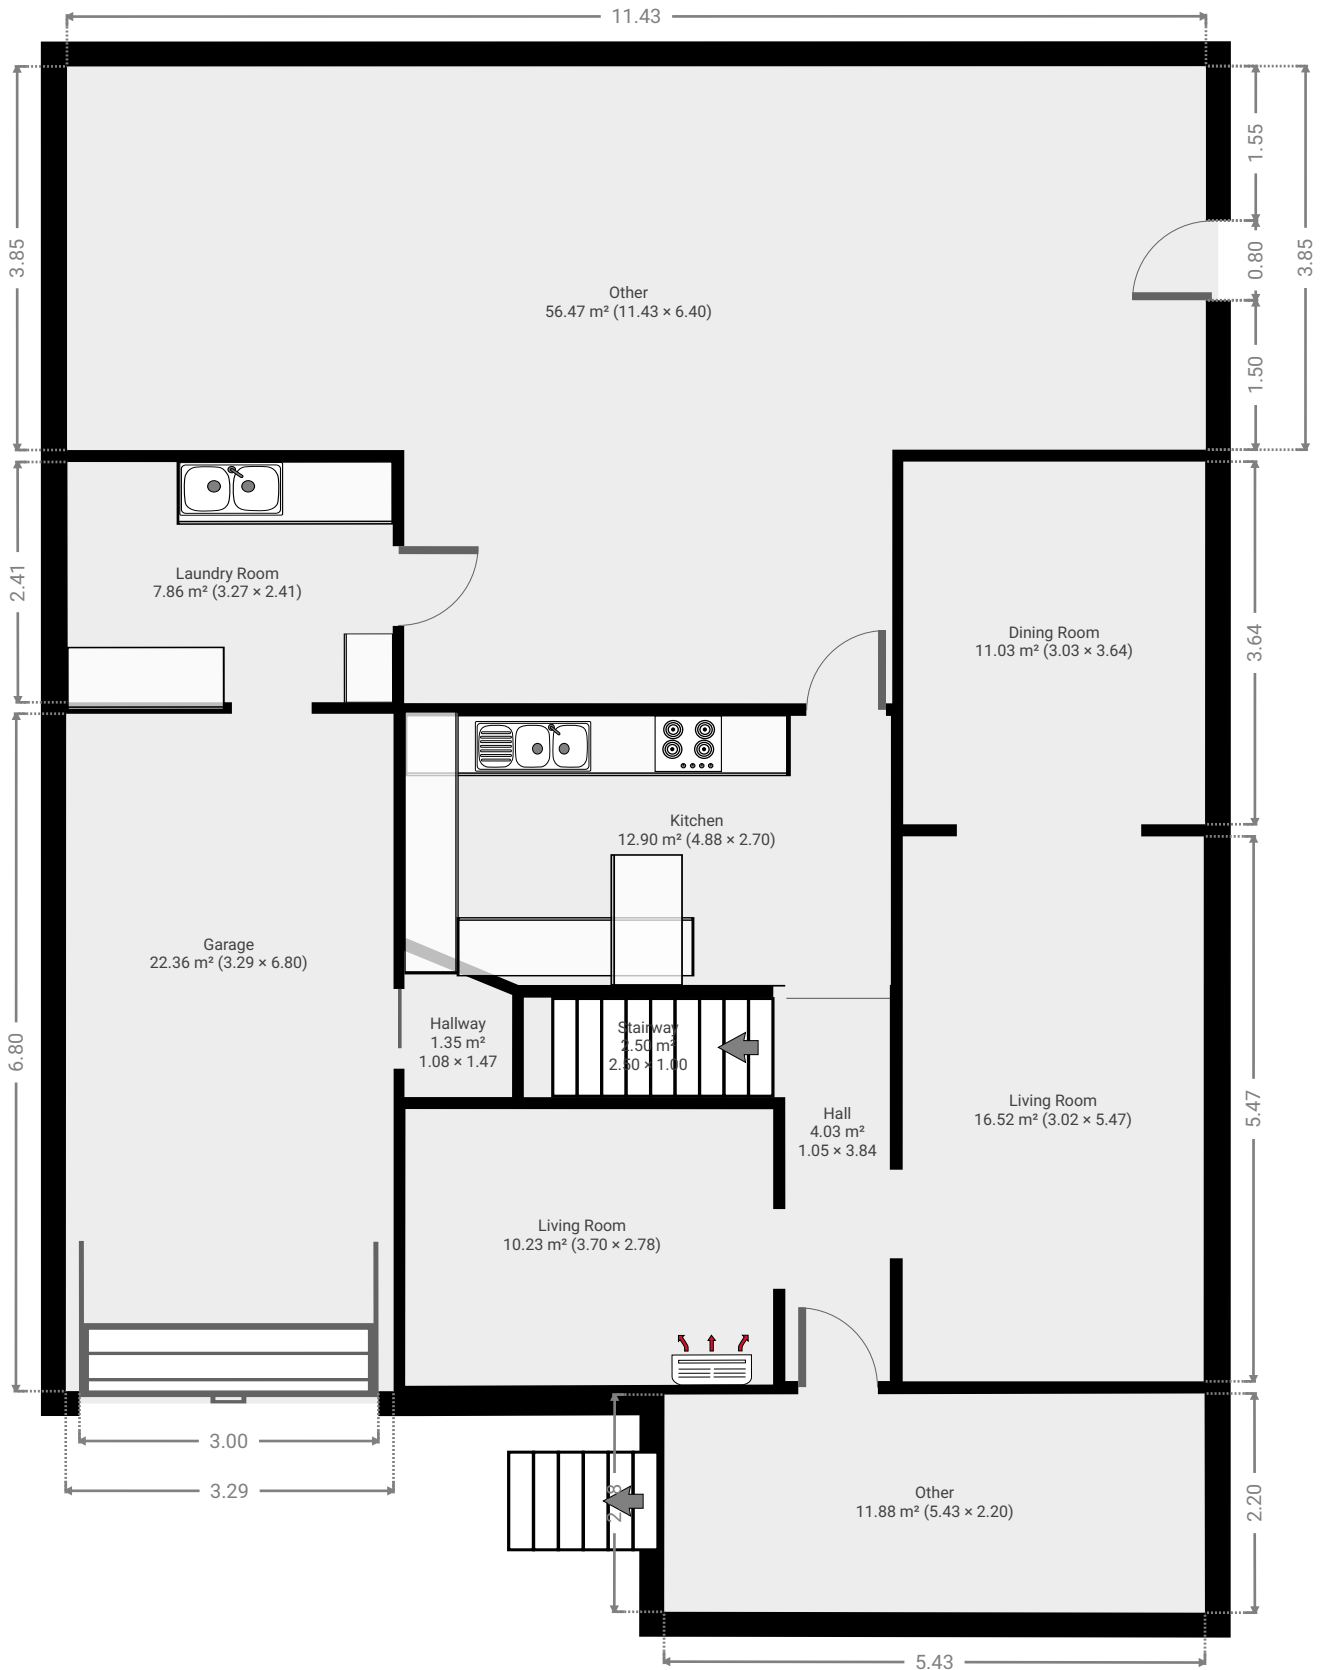 11.43
1.55
3.85
0.80
3.85
Other
56.47 m² (11.43 × 6.40)
1.50
Laundry Room
7.86 m² (3.27 × 2.41)
2.41
Dining Room
11.03 m² (3.03 × 3.64)
3.64
Kitchen
12.90 m² (4.88 × 2.70)
Garage
22.36 m² (3.29 × 6.80)
Hallway
1.35 m²
1.08 × 1.47
Stairway
2.50 m²
2.50 × 1.00
6.80
Hall
4.03 m²
1.05 × 3.84
Living Room
16.52 m² (3.02 × 5.47)
5.47
Living Room
10.23 m² (3.70 × 2.78)
3.00
3.29
Other
11.88 m² (5.43 × 2.20)
2.20
5.43